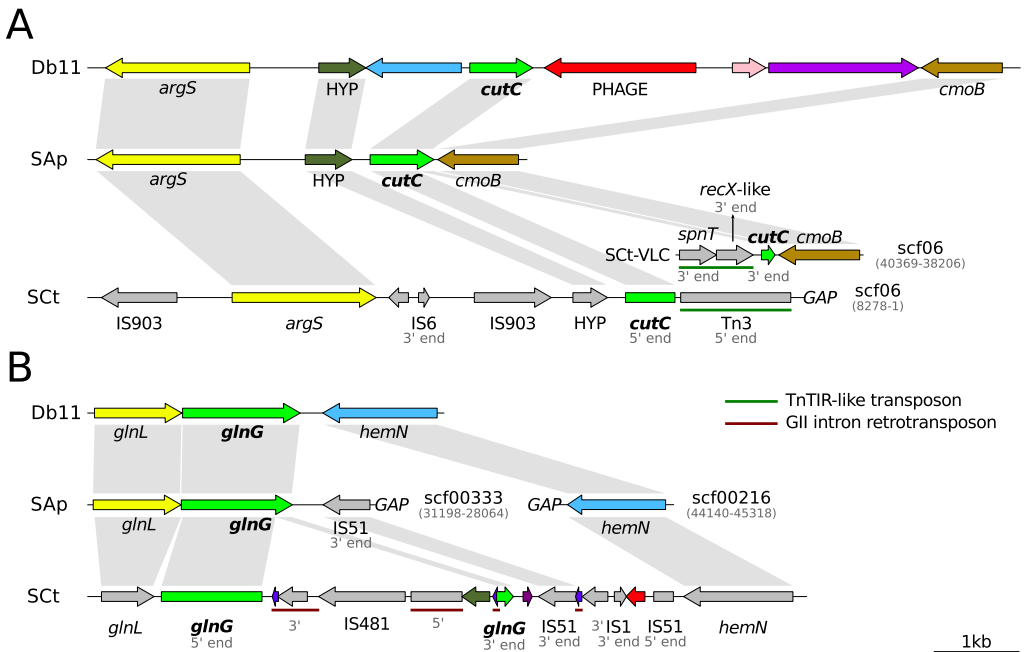 A
Db11
argS
HYP
cutC
PHAGE
cmoB
SAp
argS
HYP
cutC
cmoB
recX-like
3' end
spnT
cutC
cmoB
SCt-VLC
scf06
(40369-38206)
3' end
3' end
SCt
GAP
scf06
(8278-1)
IS903
argS
IS6
3' end
IS903
HYP
cutC
5' end
Tn3
5' end
B
Db11
glnL
glnG
hemN
TnTIR-like transposon
GII intron retrotransposon
SAp
GAP
scf00333
(31198-28064)
GAP
scf00216
(44140-45318)
glnL
glnG
IS51
3' end
hemN
SCt
glnL
glnG
5' end
3'
IS481
5'
glnG
3' end
IS51
3' end
3'
IS1
3' end
IS51
5' end
hemN
1kb